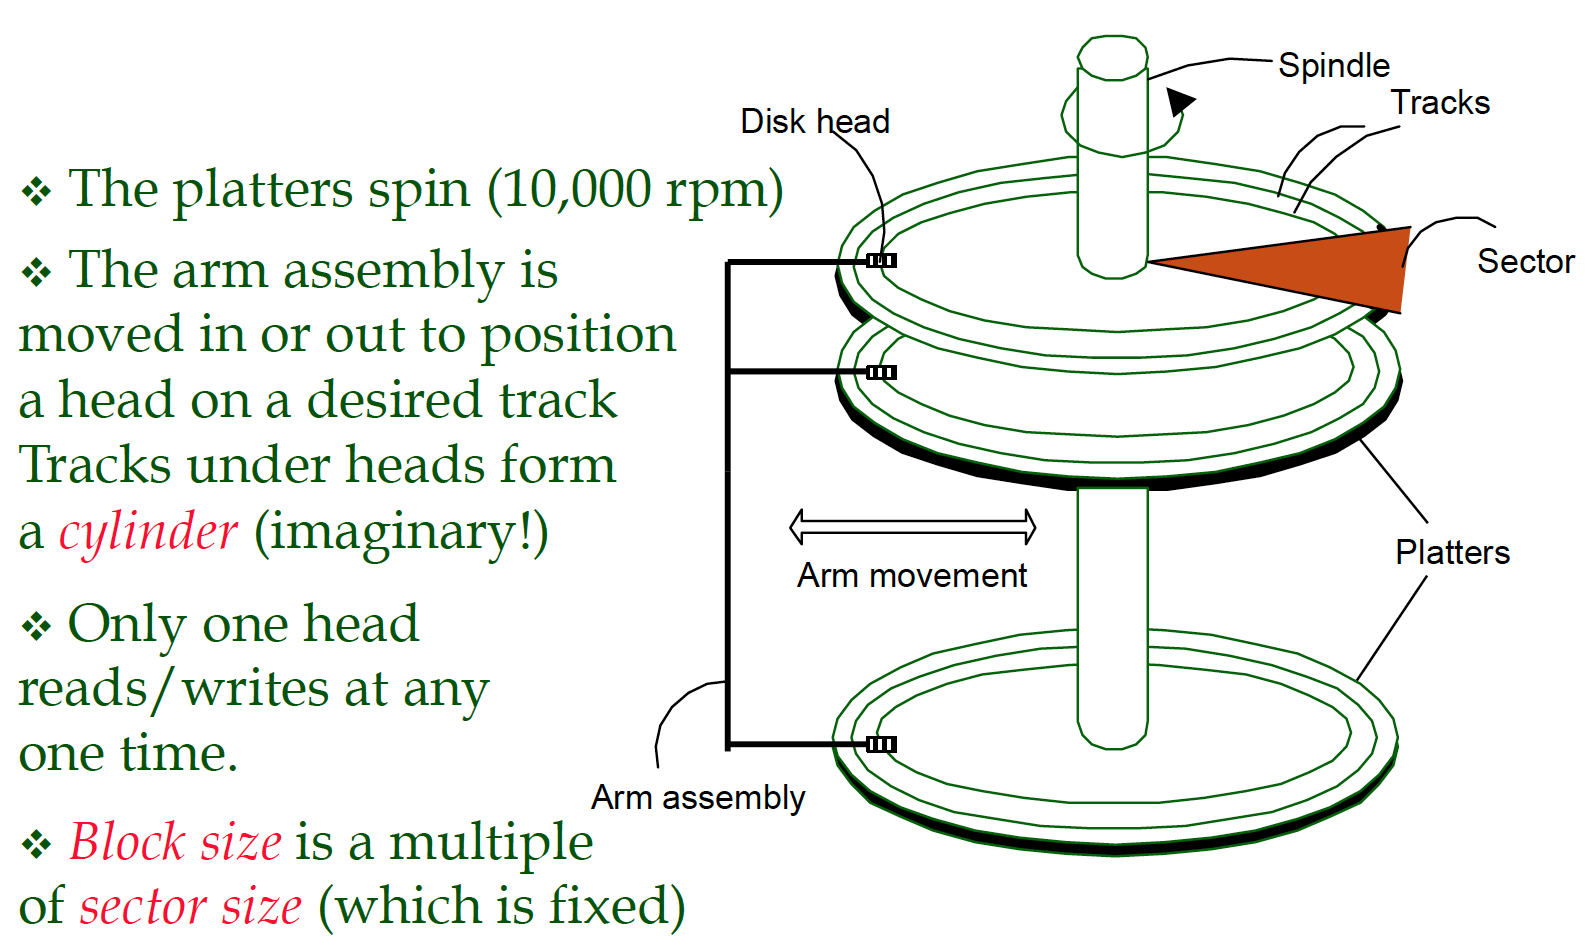 ❖ The platters spin (10,000 rpm)
❖ The arm assembly is
moved in or out to position
a head on a desired track
Tracks under heads form
a cylinder (imaginary!)
❖ Only one head
reads/writes at any
one time.
❖ Block size is a multiple
of sector size (which is fixed)
Spindle
Tracks
Disk head
Sector
Platters
Arm movement
Arm assembly